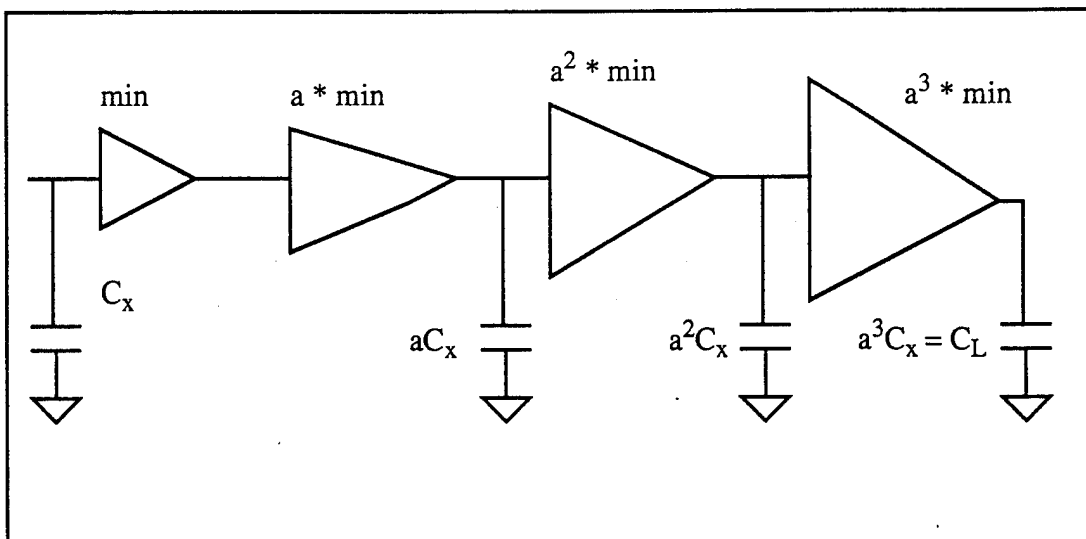 min
a * min
a² * min
a³ * min
Cₓ
aCₓ
a²Cₓ
a³Cₓ = C_L